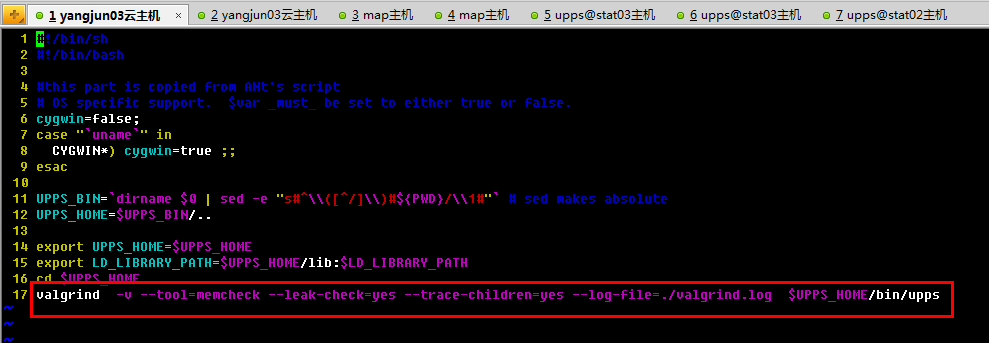 1 yangjun03云主机 × 2 yangjun03云主机 3 map主机 4 map主机 5 upps@stat03主机 6 upps@stat03主机 7 upps@stat02主机
1 #!/bin/sh
2 #!/bin/bash
3
4 #this part is copied from ANt's script
5 # OS specific support.  $var _must_ be set to either true or false.
6 cygwin=false;
7 case "`uname`" in
8   CYGWIN*) cygwin=true ;;
9 esac
10
11 UPPS_BIN=`dirname $0 | sed -e "s#^\\([^/]\\)#${PWD}/\\1#"` # sed makes absolute
12 UPPS_HOME=$UPPS_BIN/..
13
14 export UPPS_HOME=$UPPS_HOME
15 export LD_LIBRARY_PATH=$UPPS_HOME/lib:$LD_LIBRARY_PATH
16 cd $UPPS_HOME
17 valgrind  -v --tool=memcheck --leak-check=yes --trace-children=yes --log-file=./valgrind.log  $UPPS_HOME/bin/upps
~
~
~